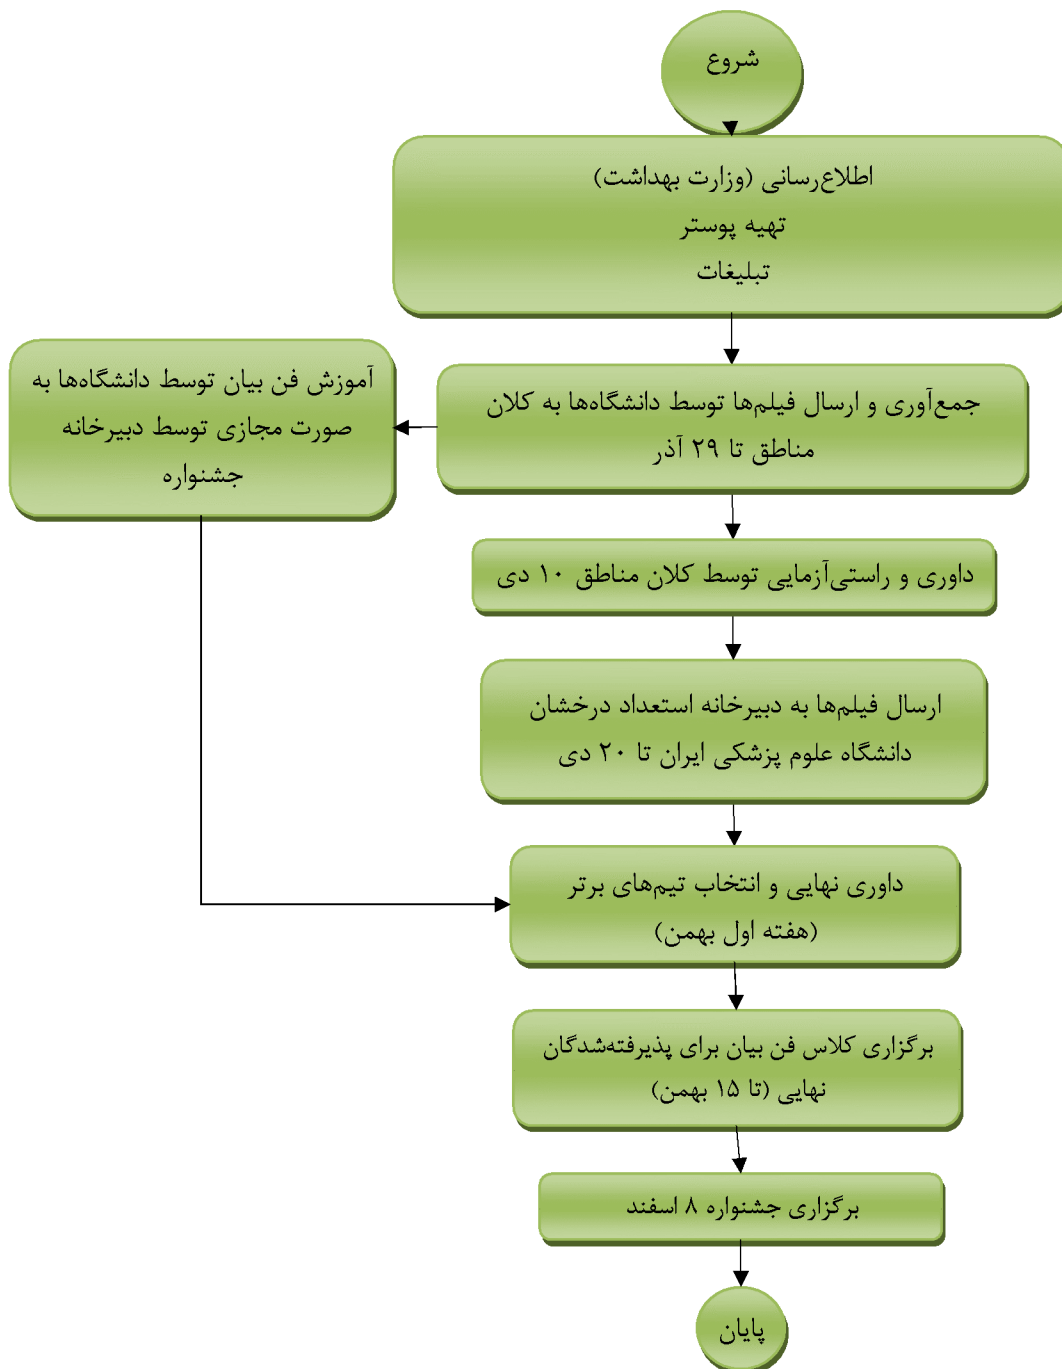 شروع
اطلاع‌رسانی (وزارت بهداشت)
تهیه پوستر
تبلیغات
جمع‌آوری و ارسال فیلم‌ها توسط دانشگاه‌ها به کلان
مناطق تا ۲۹ آذر
آموزش فن بیان توسط دانشگاه‌ها به
صورت مجازی توسط دبیرخانه
جشنواره
داوری و راستی‌آزمایی توسط کلان مناطق ۱۰ دی
ارسال فیلم‌ها به دبیرخانه استعداد درخشان
دانشگاه علوم پزشکی ایران تا ۲۰ دی
داوری نهایی و انتخاب تیم‌های برتر
(هفته اول بهمن)
برگزاری کلاس فن بیان برای پذیرفته‌شدگان
نهایی (تا ۱۵ بهمن)
برگزاری جشنواره ۸ اسفند
پایان